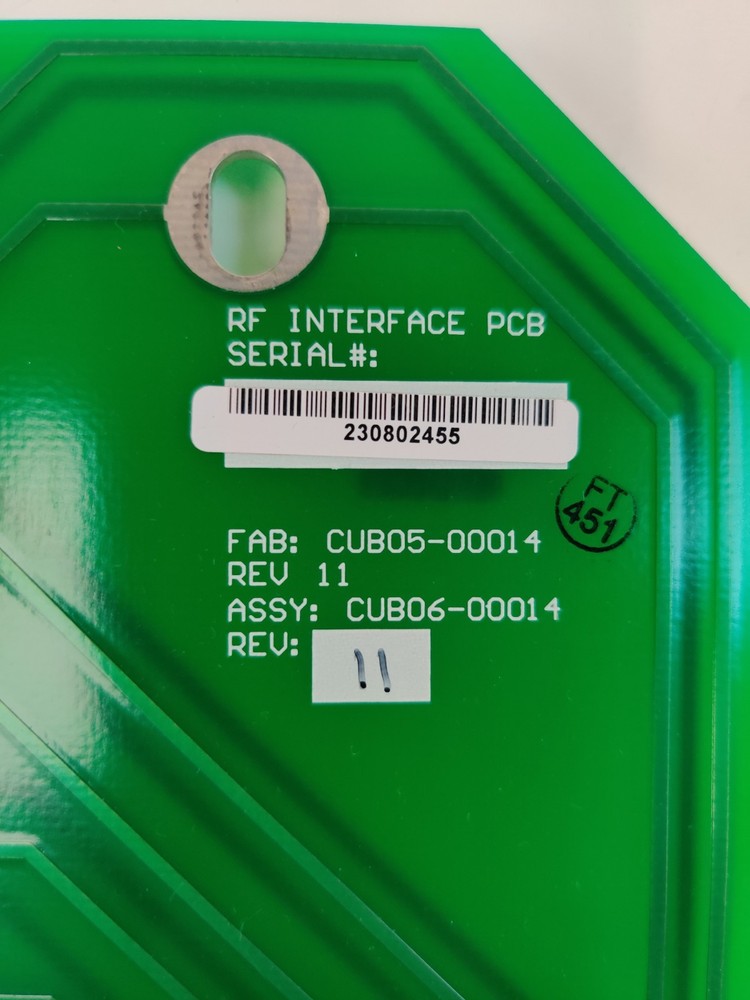 RF INTERFACE PCB
SERIAL#:
230802455
FT
451
FAB: CUB05-00014
REV 11
ASSY: CUB06-00014
REV: 11